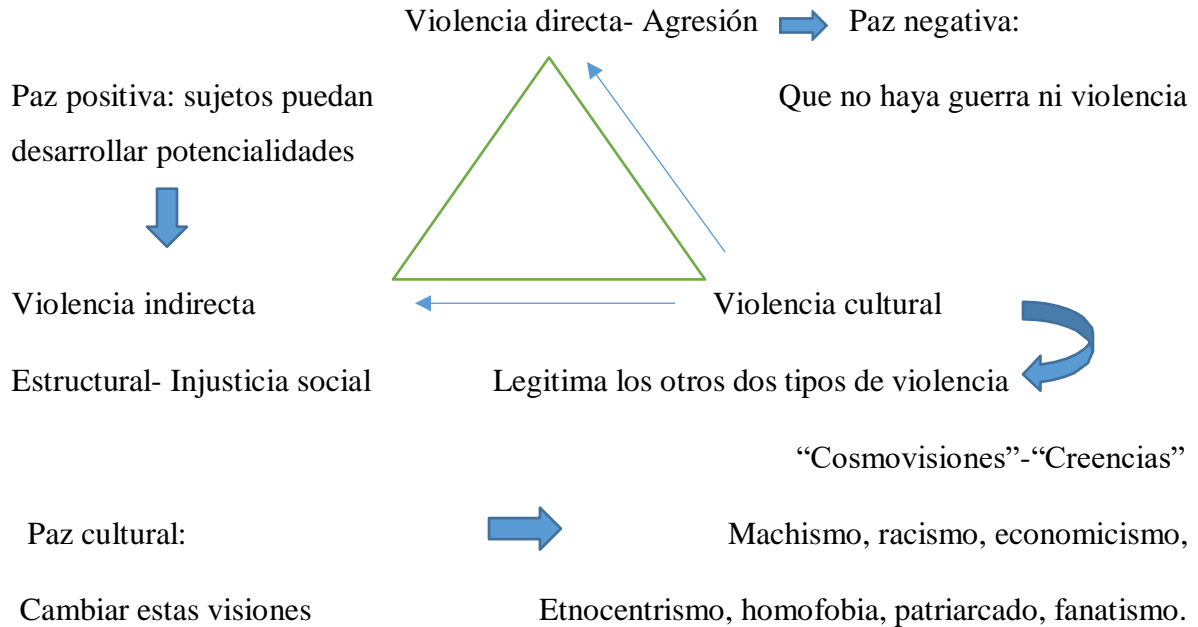 Violencia directa- Agresión Paz negativa:
Paz positiva: sujetos puedan Que no haya guerra ni violencia
desarrollar potencialidades
Violencia indirecta Violencia cultural
Estructural- Injusticia social Legitima los otros dos tipos de violencia
“Cosmovisiones”-“Creencias”
Paz cultural: Machismo, racismo, economicismo,
Cambiar estas visiones Etnocentrismo, homofobia, patriarcado, fanatismo.